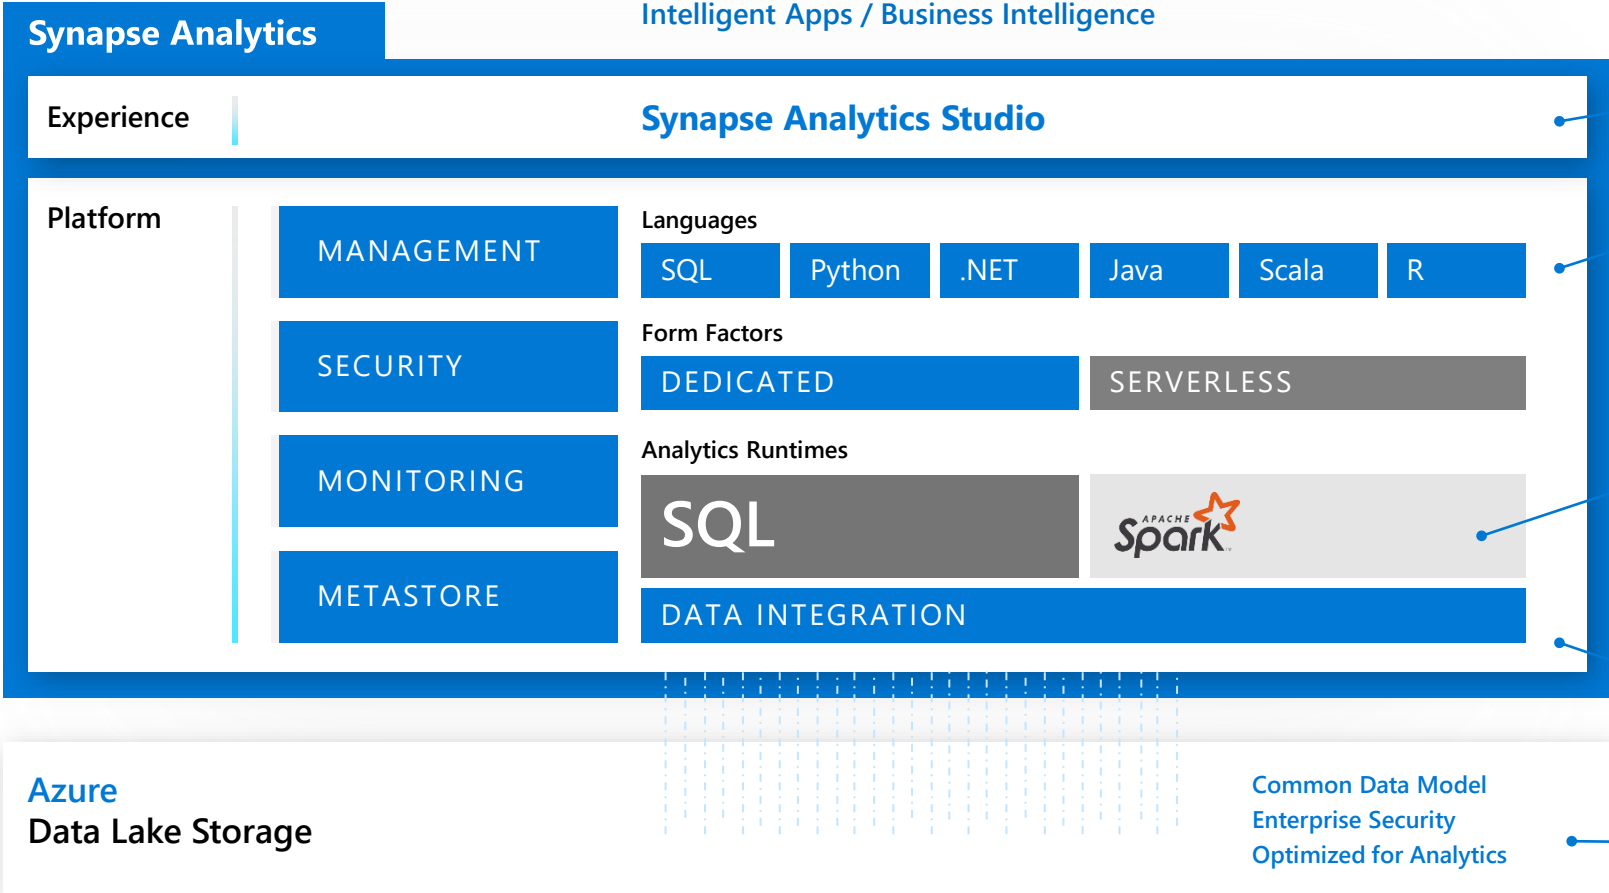 Intelligent Apps / Business Intelligence
Synapse Analytics
Experience
Synapse Analytics Studio
Platform
MANAGEMENT
SECURITY
MONITORING
METASTORE
Languages
SQL
Python
.NET
Java
Scala
R
Form Factors
DEDICATED
SERVERLESS
Analytics Runtimes
SQL
APACHE
Spark
DATA INTEGRATION
Azure
Data Lake Storage
Common Data Model
Enterprise Security
Optimized for Analytics